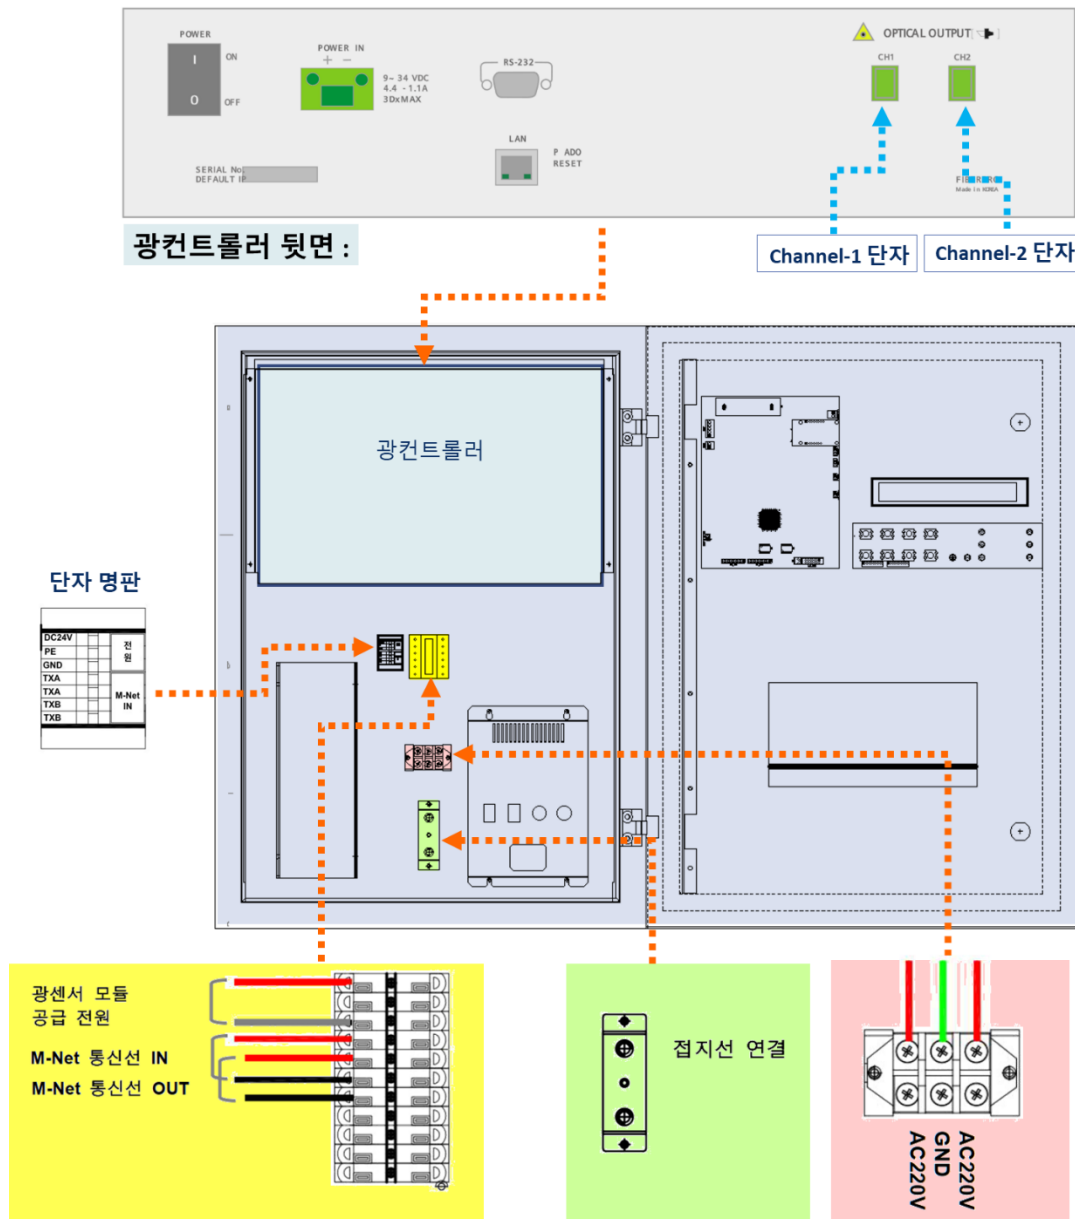 POWER
I
ON
O
OFF
POWER IN
+ −
9~ 34 VDC
4.4 - 1.1A
3DxMAX
RS-232
LAN
P ADO
RESET
SERIAL No.
DEFAULT IP
OPTICAL OUTPUT[ ]
CH1
CH2
Made In KOREA
광컨트롤러 뒷면 :
Channel-1 단자
Channel-2 단자
광컨트롤러
단자 명판
DC24V
PE
GND
전원
TXA
TXA
TXB
TXB
M-Net
IN
광센서 모듈
공급 전원
M-Net 통신선 IN
M-Net 통신선 OUT
접지선 연결
AC220V
GND
AC220V